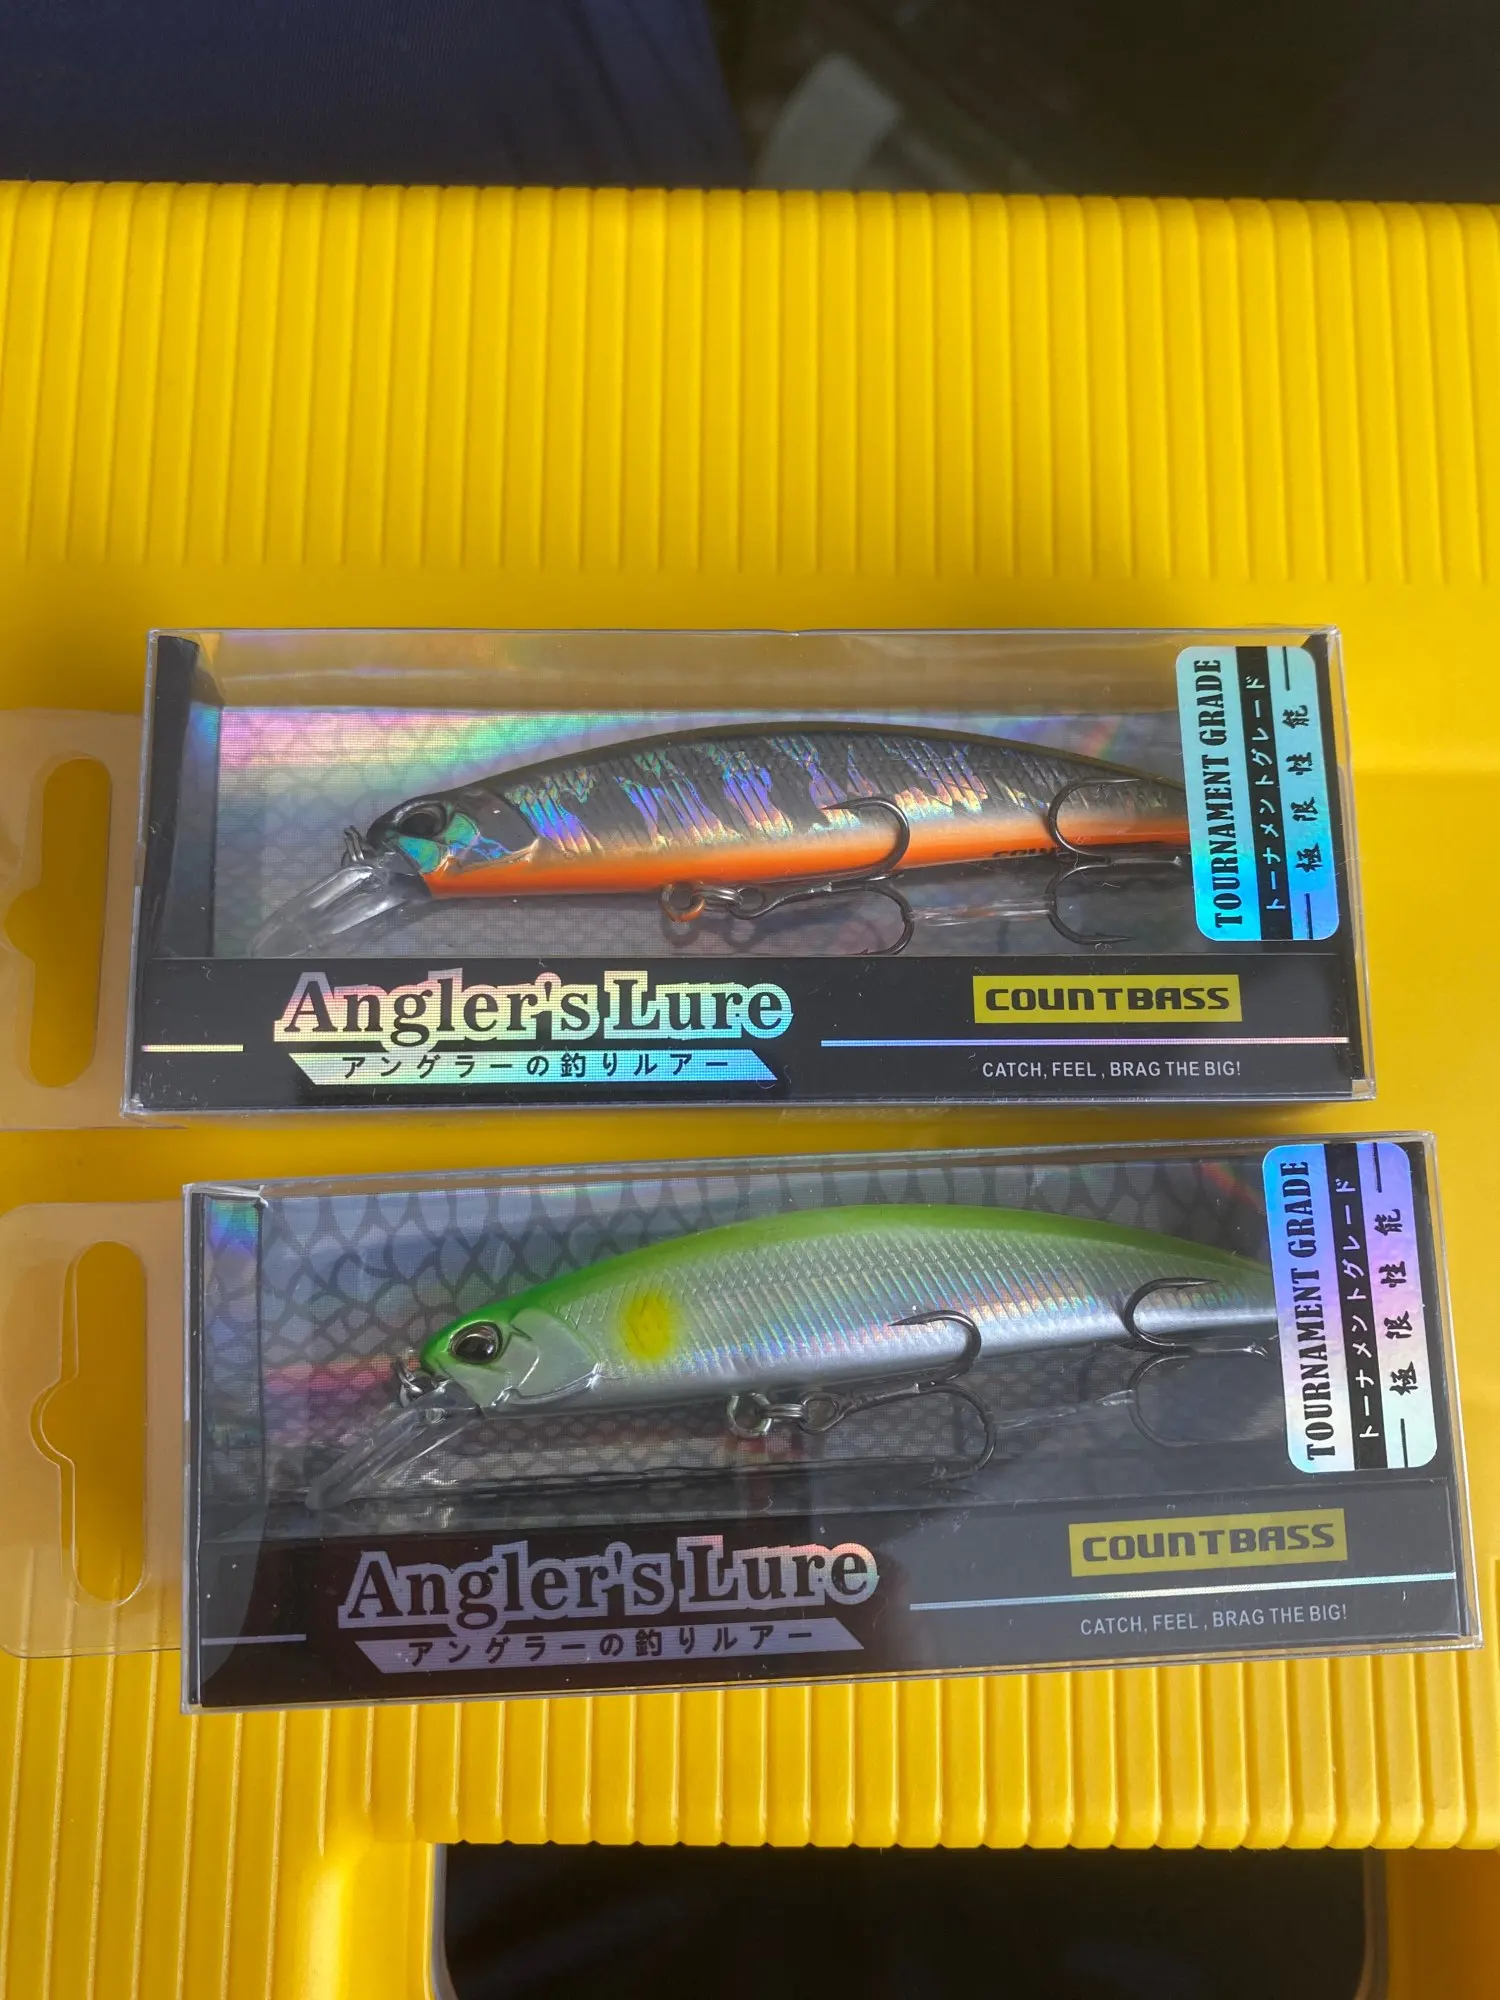 TOURNAMENT GRADE
トーナメントグレード
極限性能
Angler's Lure
アングラーの釣りルアー
COUNTBASS
CATCH, FEEL, BRAG THE BIG!
TOURNAMENT GRADE
トーナメントグレード
極限性能
Angler's Lure
アングラーの釣りルアー
COUNTBASS
CATCH, FEEL, BRAG THE BIG!